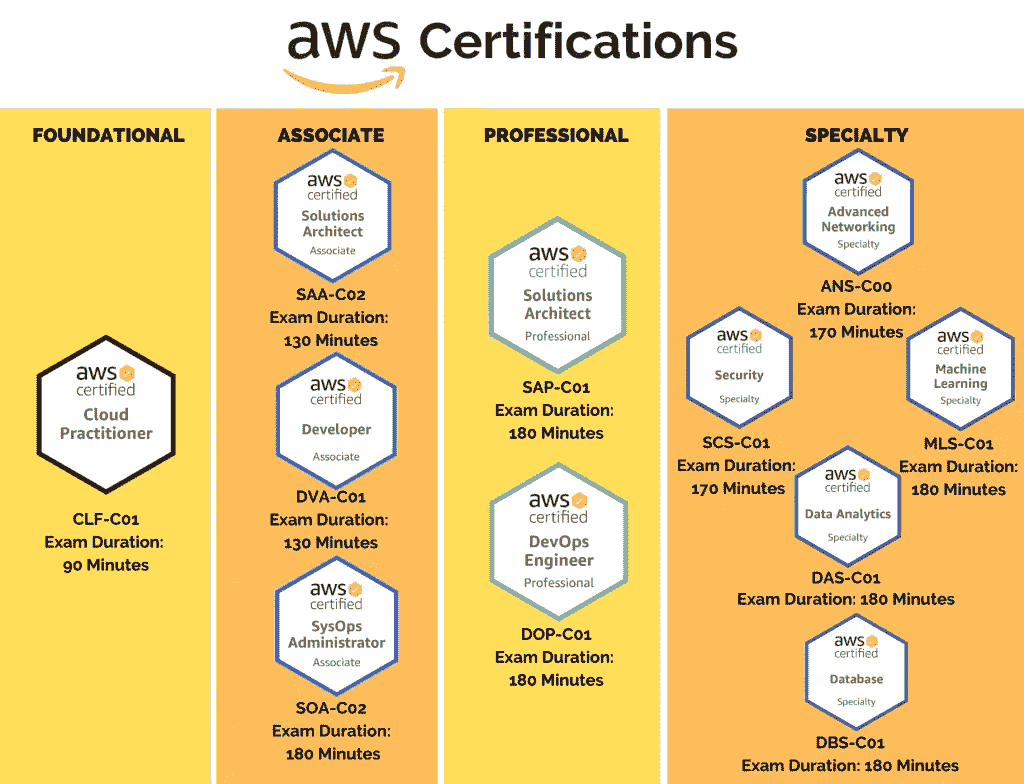 aws Certifications
FOUNDATIONAL
aws
certified
Cloud
Practitioner
CLF-C01
Exam Duration:
90 Minutes
ASSOCIATE
aws
certified
Solutions
Architect
Associate
SAA-C02
Exam Duration:
130 Minutes
aws
certified
Developer
Associate
DVA-C01
Exam Duration:
130 Minutes
aws
certified
SysOps
Administrator
Associate
SOA-C02
Exam Duration:
180 Minutes
PROFESSIONAL
aws
certified
Solutions
Architect
Professional
SAP-C01
Exam Duration:
180 Minutes
aws
certified
DevOps
Engineer
Professional
DOP-C01
Exam Duration:
180 Minutes
SPECIALTY
aws
certified
Advanced
Networking
Specialty
ANS-C00
Exam Duration:
170 Minutes
aws
certified
Security
Specialty
SCS-C01
Exam Duration:
170 Minutes
aws
certified
Machine
Learning
Specialty
MLS-C01
Exam Duration:
180 Minutes
aws
certified
Data Analytics
Specialty
DAS-C01
Exam Duration: 180 Minutes
aws
certified
Database
Specialty
DBS-C01
Exam Duration: 180 Minutes